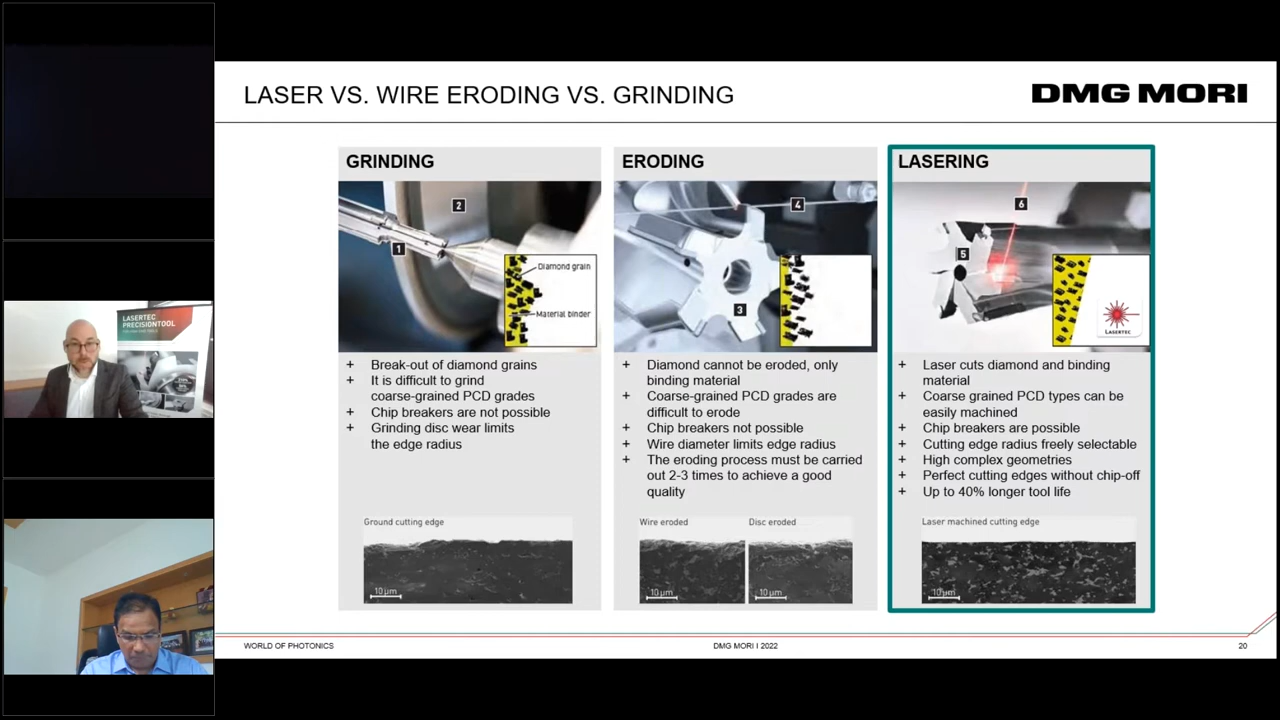 LASER VS. WIRE ERODING VS. GRINDING
DMG MORI
GRINDING
2
1
Diamond grain
Material binder
+ Break-out of diamond grains
+ It is difficult to grind
coarse-grained PCD grades
+ Chip breakers are not possible
+ Grinding disc wear limits
the edge radius
Ground cutting edge
10 µm
ERODING
4
3
+ Diamond cannot be eroded, only
binding material
+ Coarse-grained PCD grades are
difficult to erode
+ Chip breakers not possible
+ Wire diameter limits edge radius
+ The eroding process must be carried
out 2-3 times to achieve a good
quality
Wire eroded
10 µm
Disc eroded
10 µm
LASERING
6
5
LASERTEC
+ Laser cuts diamond and binding
material
+ Coarse grained PCD types can be
easily machined
+ Chip breakers are possible
+ Cutting edge radius freely selectable
+ High complex geometries
+ Perfect cutting edges without chip-off
+ Up to 40% longer tool life
Laser machined cutting edge
10 µm
WORLD OF PHOTONICS
DMG MORI I 2022
20
LASERTEC
PRECISIONTOOL